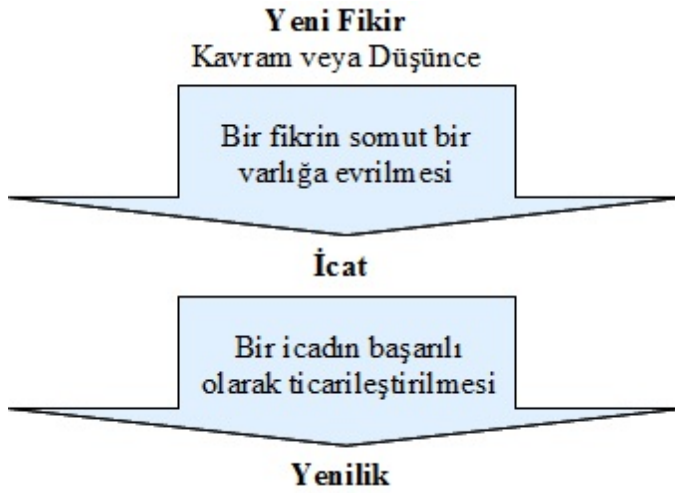 Yeni Fikir
Kavram veya Düşünce
Bir fikrin somut bir
varlığa evrilmesi
İcat
Bir icadın başarılı
olarak ticarileştirilmesi
Yenilik